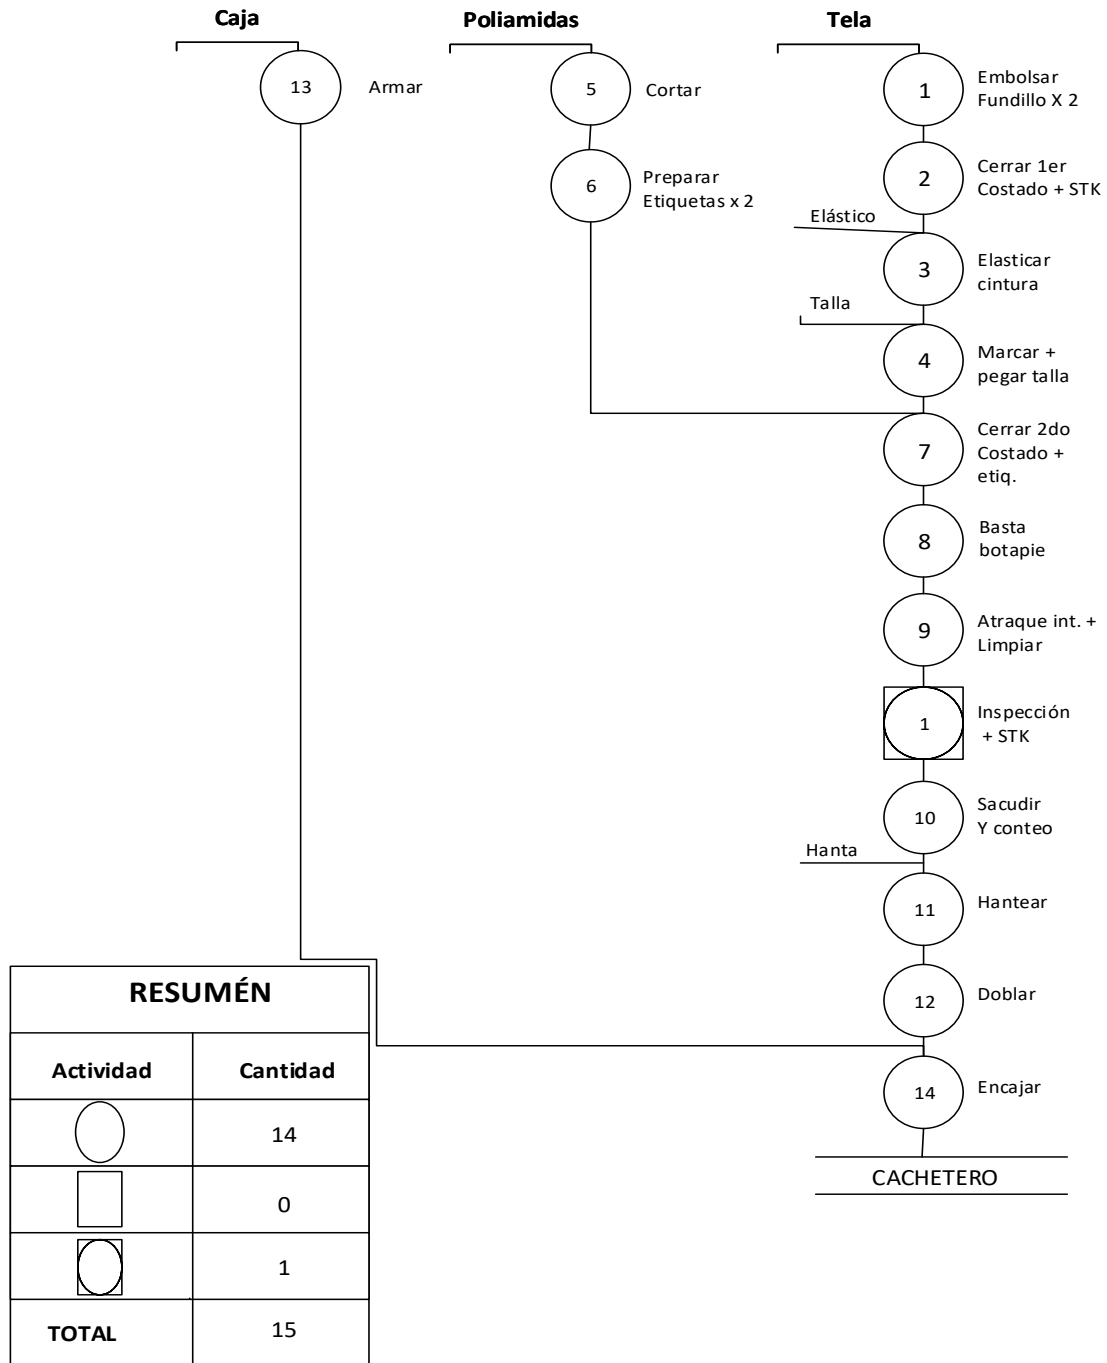 Caja
Poliamidas
Tela
13
Armar
5
Cortar
1
Embolsar
Fundillo X 2
6
Preparar
Etiquetas x 2
2
Cerrar 1er
Costado + STK
Elástico
3
Elasticar
cintura
Talla
4
Marcar +
pegar talla
7
Cerrar 2do
Costado +
etiq.
8
Basta
botapie
9
Atraque int. +
Limpiar
1
Inspección
+ STK
10
Sacudir
Y conteo
Hanta
11
Hantear
12
Doblar
14
Encajar
CACHETERO
RESUMÉN
Actividad Cantidad
14
0
1
TOTAL 15